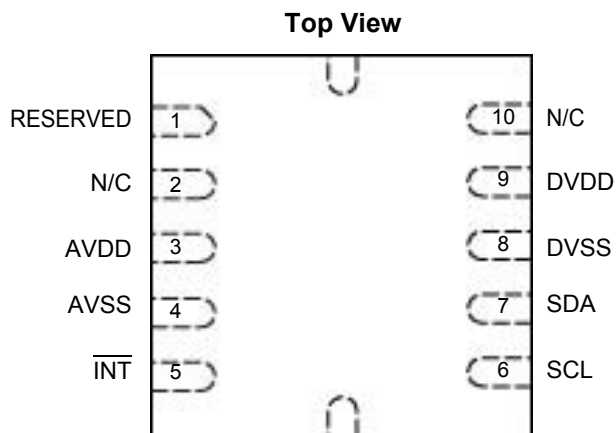 Top View
RESERVED 1 10 N/C
N/C 2 9 DVDD
AVDD 3 8 DVSS
AVSS 4 7 SDA
INT 5 6 SCL